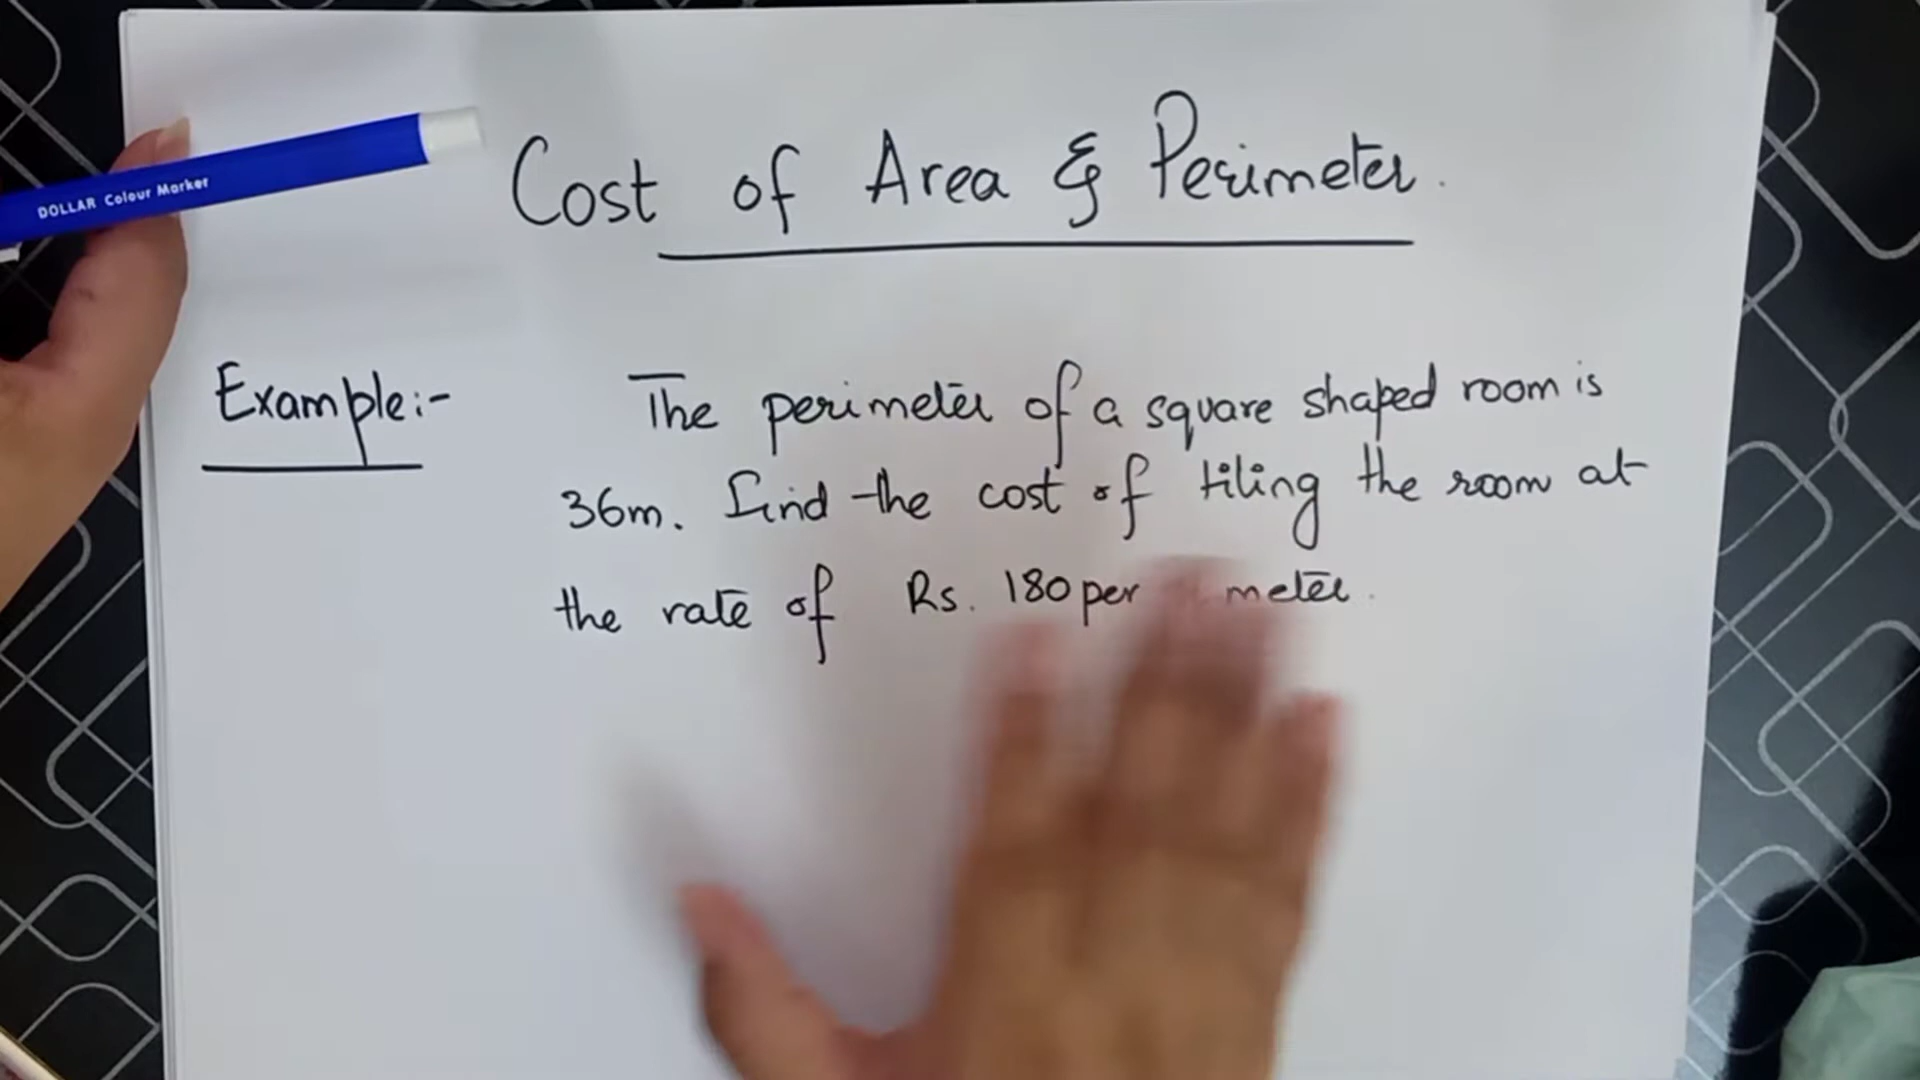 DOLLAR Colour Marker
Cost of Area & Perimeter.
Example:-
The perimeter of a square shaped room is
36m. Find the cost of tiling the room at
the rate of Rs. 180 per meter.